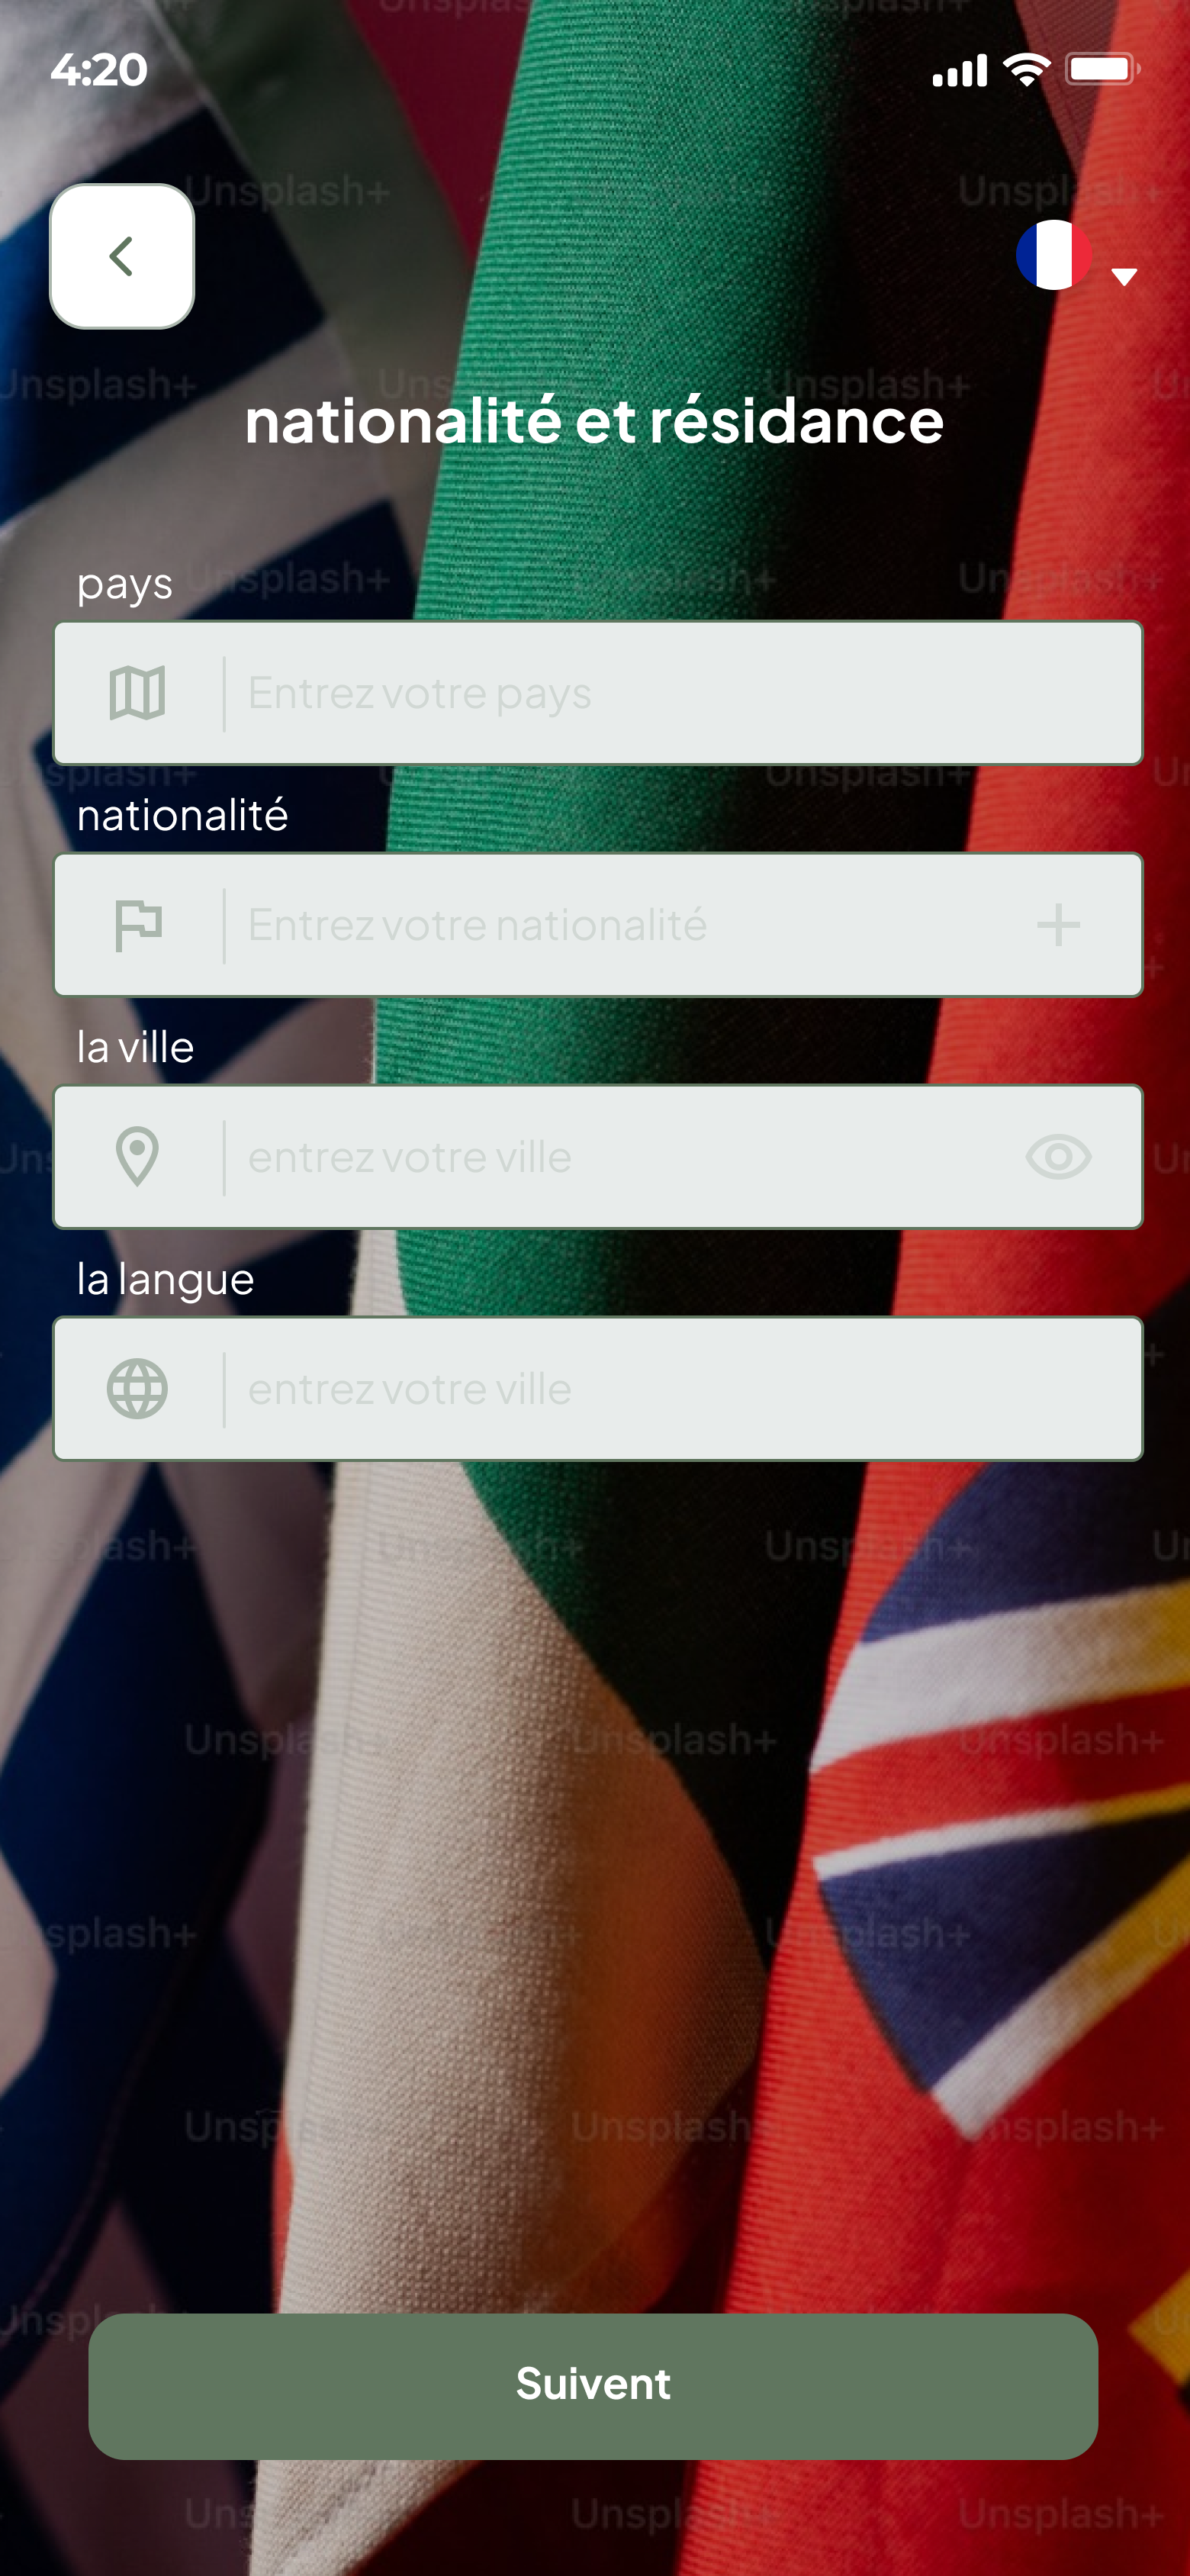 4:20
nationalité et résidance
pays
Entrez votre pays
nationalité
Entrez votre nationalité
la ville
entrez votre ville
la langue
entrez votre ville
Suivent
Unsplash+